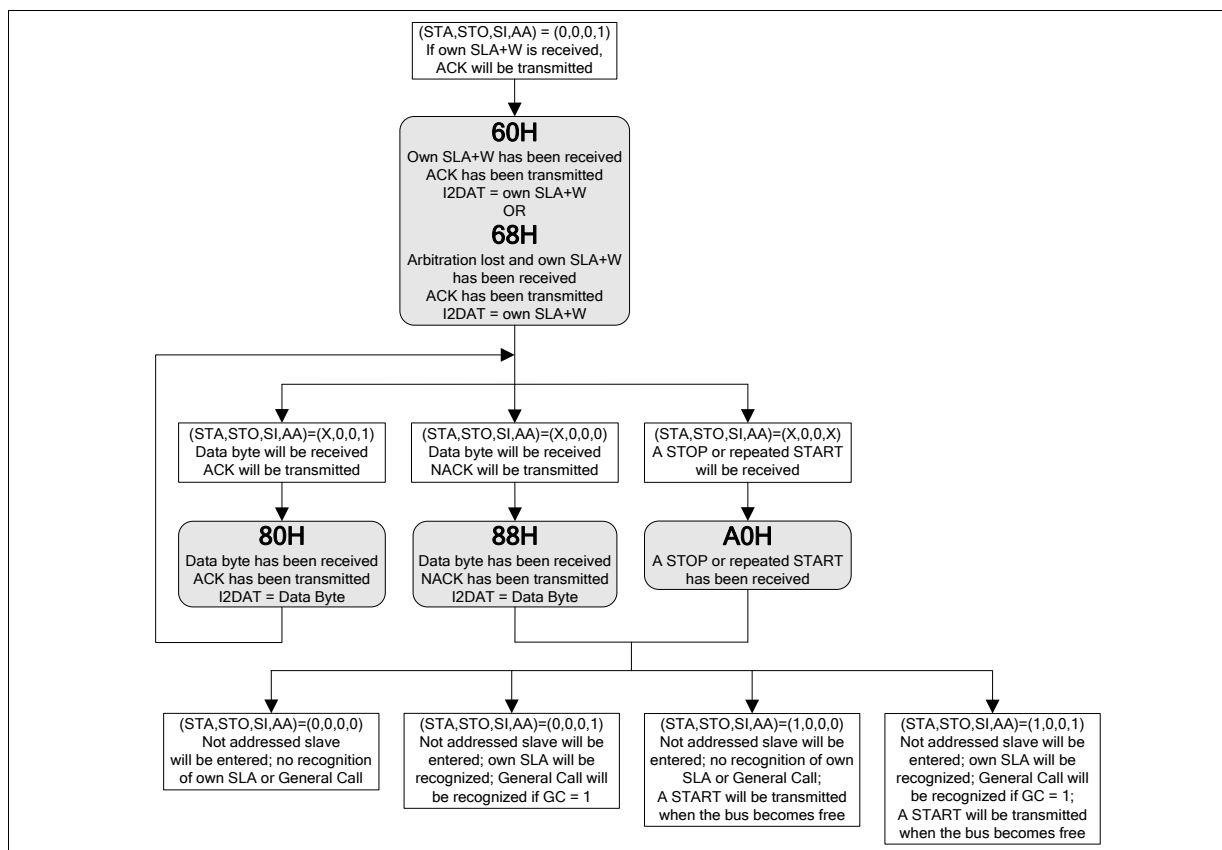 (STA,STO,SI,AA) = (0,0,0,1)
If own SLA+W is received,
ACK will be transmitted
60H
Own SLA+W has been received
ACK has been transmitted
I2DAT = own SLA+W
OR
68H
Arbitration lost and own SLA+W
has been received
ACK has been transmitted
I2DAT = own SLA+W
(STA,STO,SI,AA)=(X,0,0,1)
Data byte will be received
ACK will be transmitted
(STA,STO,SI,AA)=(X,0,0,0)
Data byte will be received
NACK will be transmitted
(STA,STO,SI,AA)=(X,0,0,X)
A STOP or repeated START
will be received
80H
Data byte has been received
ACK has been transmitted
I2DAT = Data Byte
88H
Data byte has been received
NACK has been transmitted
I2DAT = Data Byte
A0H
A STOP or repeated START
has been received
(STA,STO,SI,AA)=(0,0,0,0)
Not addressed slave
will be entered; no recognition
of own SLA or General Call
(STA,STO,SI,AA)=(0,0,0,1)
Not addressed slave will be
entered; own SLA will be
recognized; General Call will
be recognized if GC = 1
(STA,STO,SI,AA)=(1,0,0,0)
Not addressed slave will be
entered; no recognition of own
SLA or General Call;
A START will be transmitted
when the bus becomes free
(STA,STO,SI,AA)=(1,0,0,1)
Not addressed slave will be
entered; own SLA will be
recognized; General Call will
be recognized if GC = 1;
A START will be transmitted
when the bus becomes free